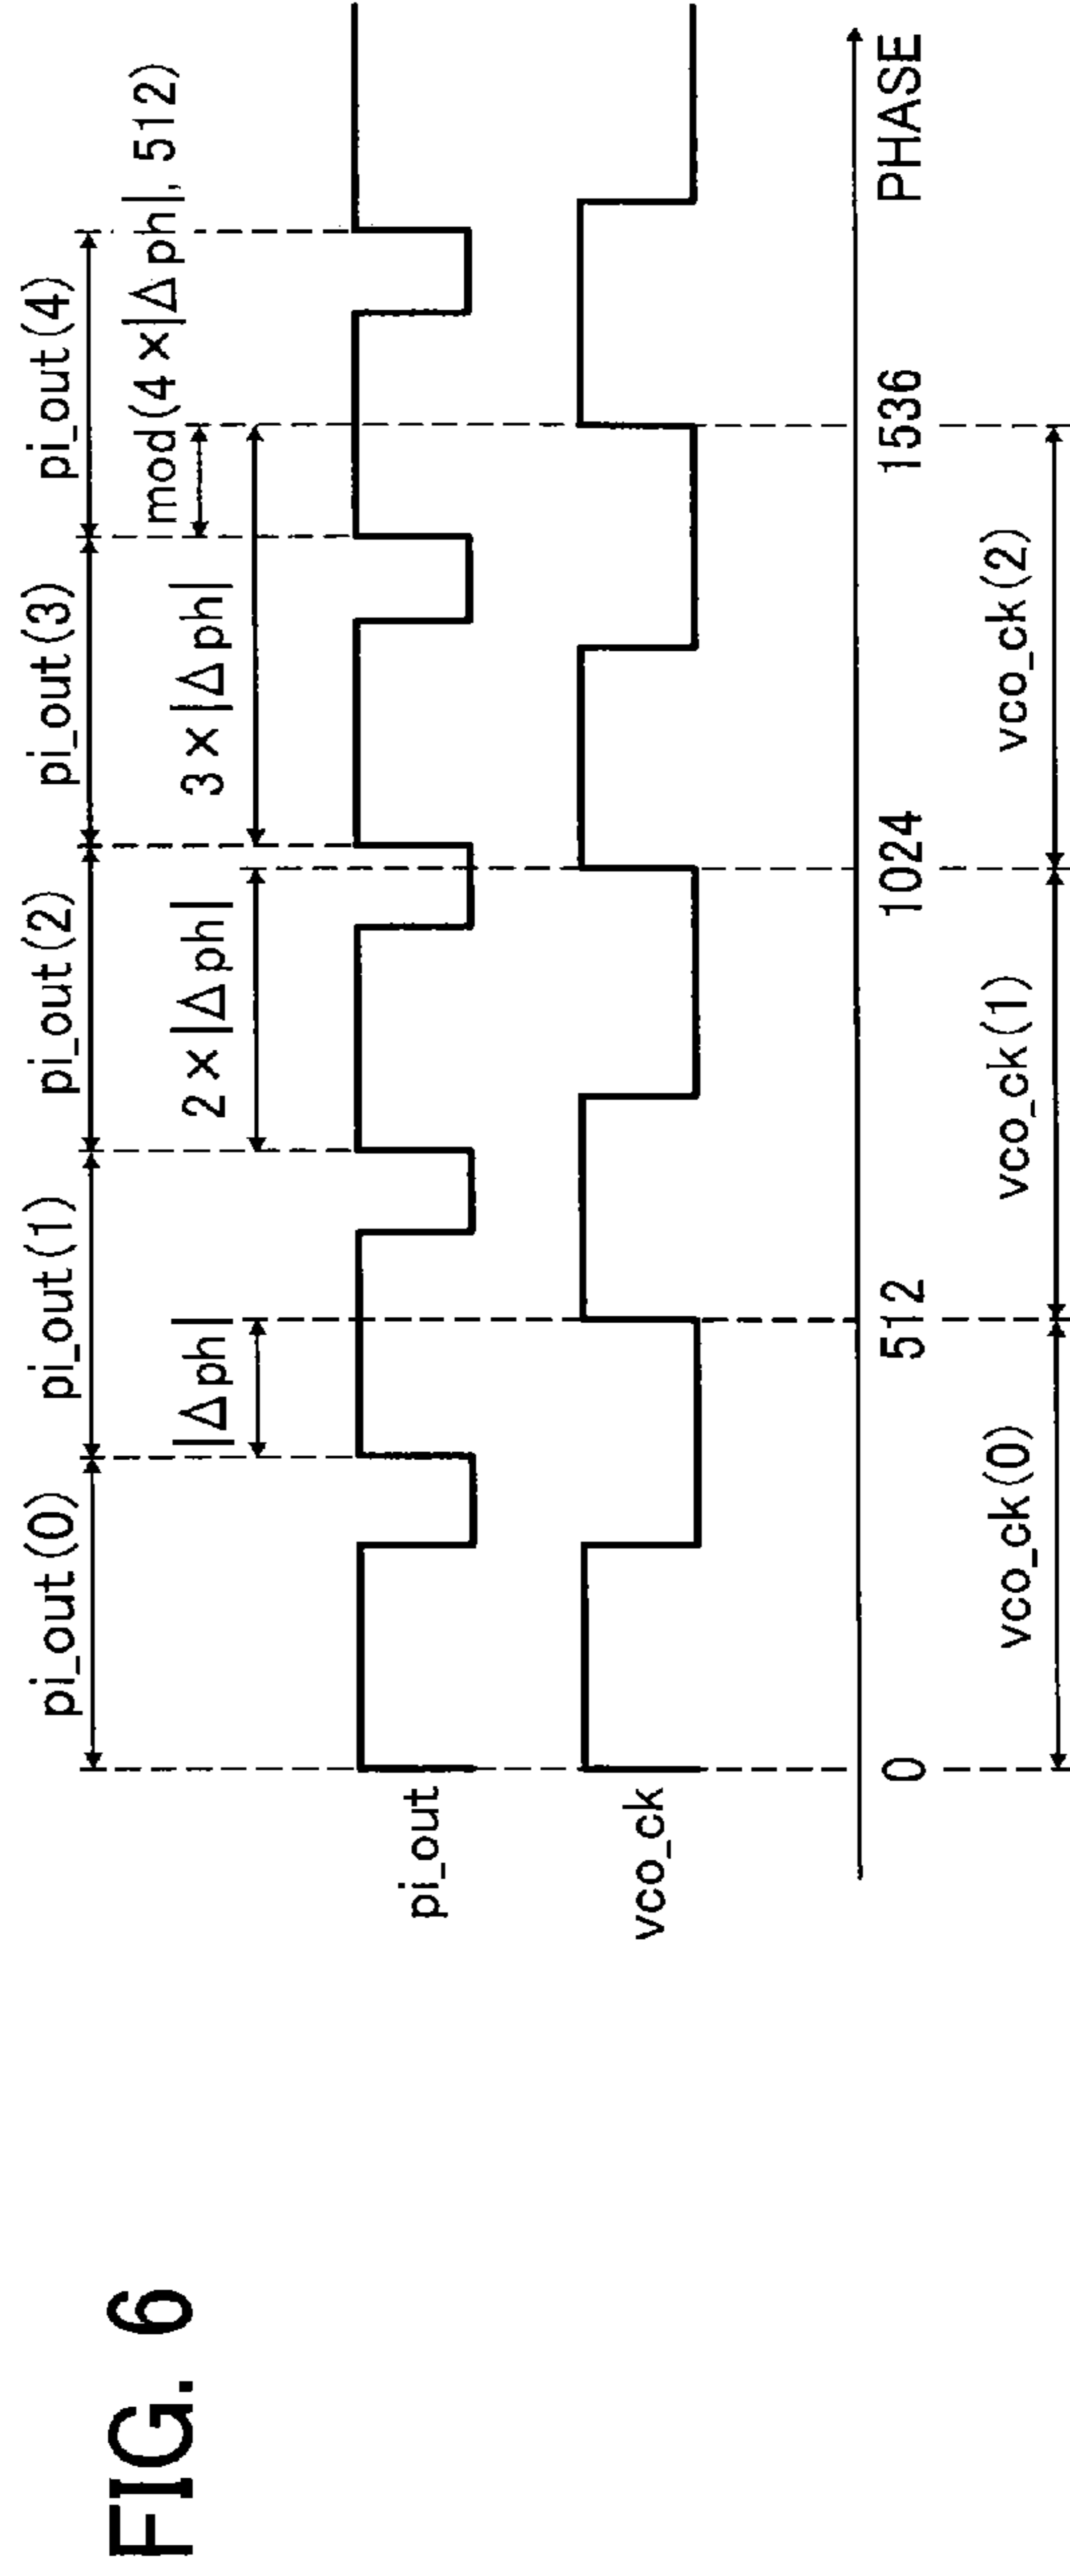 FIG. 6
pi_out(0) pi_out(1) pi_out(2) pi_out(3) pi_out(4)
mod(4×|Δph|, 512)
|Δph| 2×|Δph| 3×|Δph|
pi_out
vco_ck
0 512 1024 1536 PHASE
vco_ck(0) vco_ck(1) vco_ck(2)